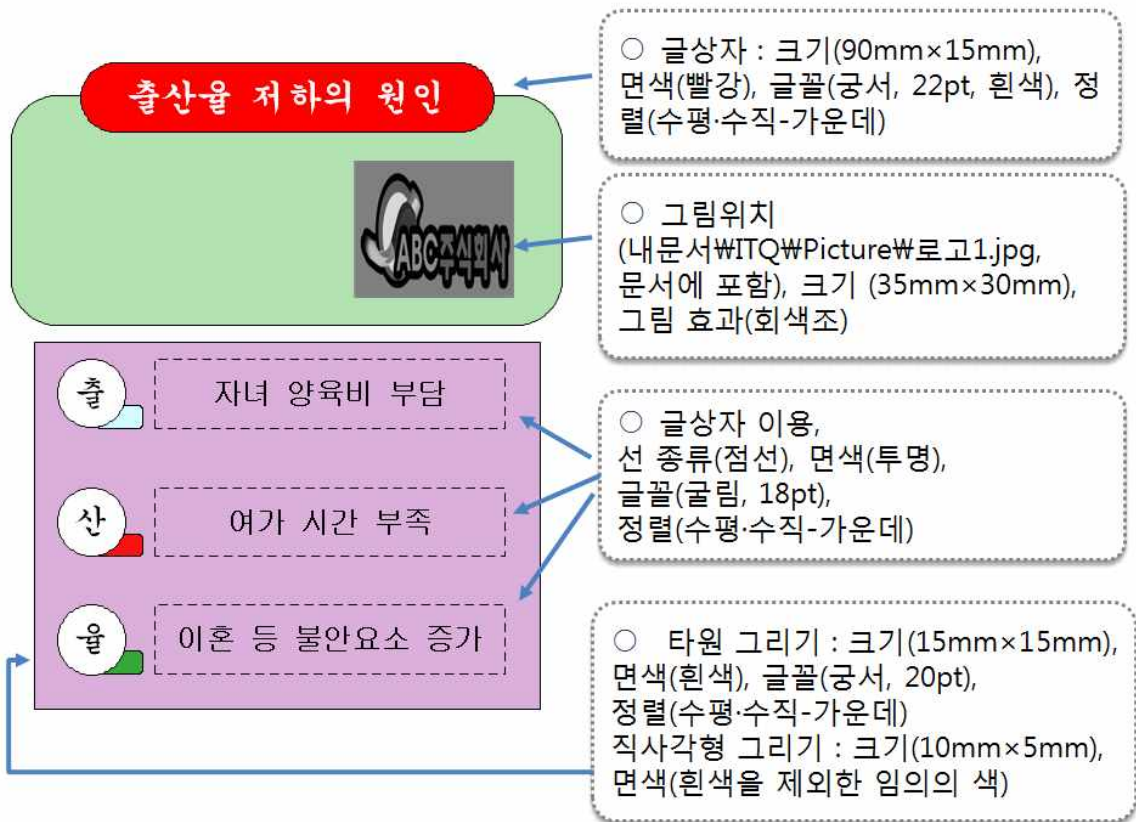 출산율 저하의 원인
ABC주식회사
출
자녀 양육비 부담
산
여가 시간 부족
율
이혼 등 불안요소 증가
○ 글상자 : 크기(90mm×15mm),
면색(빨강), 글꼴(궁서, 22pt, 흰색), 정
렬(수평·수직-가운데)
○ 그림위치
(내문서₩ITQ₩Picture₩로고1.jpg,
문서에 포함), 크기 (35mm×30mm),
그림 효과(회색조)
○ 글상자 이용,
선 종류(점선), 면색(투명),
글꼴(굴림, 18pt),
정렬(수평·수직-가운데)
○ 타원 그리기 : 크기(15mm×15mm),
면색(흰색), 글꼴(궁서, 20pt),
정렬(수평·수직-가운데)
직사각형 그리기 : 크기(10mm×5mm),
면색(흰색을 제외한 임의의 색)